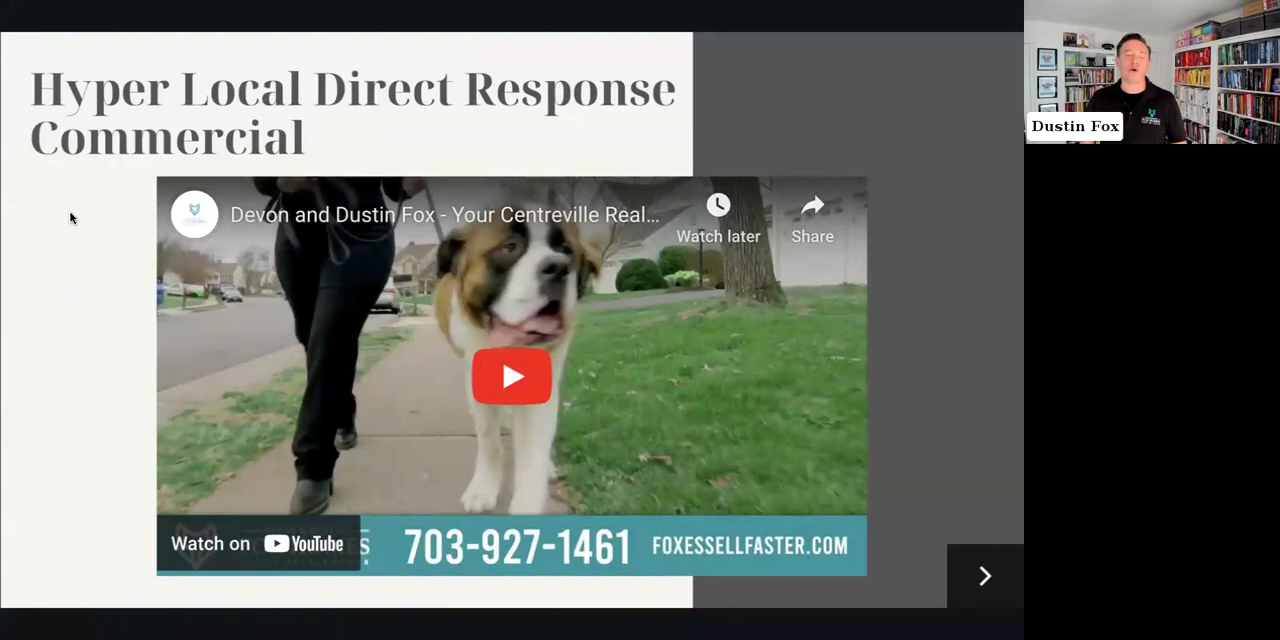 Hyper Local Direct Response
Commercial
Devon and Dustin Fox - Your Centreville Real...
Watch later
Share
Watch on YouTube
703-927-1461
FOXESSELLFASTER.COM
Dustin Fox